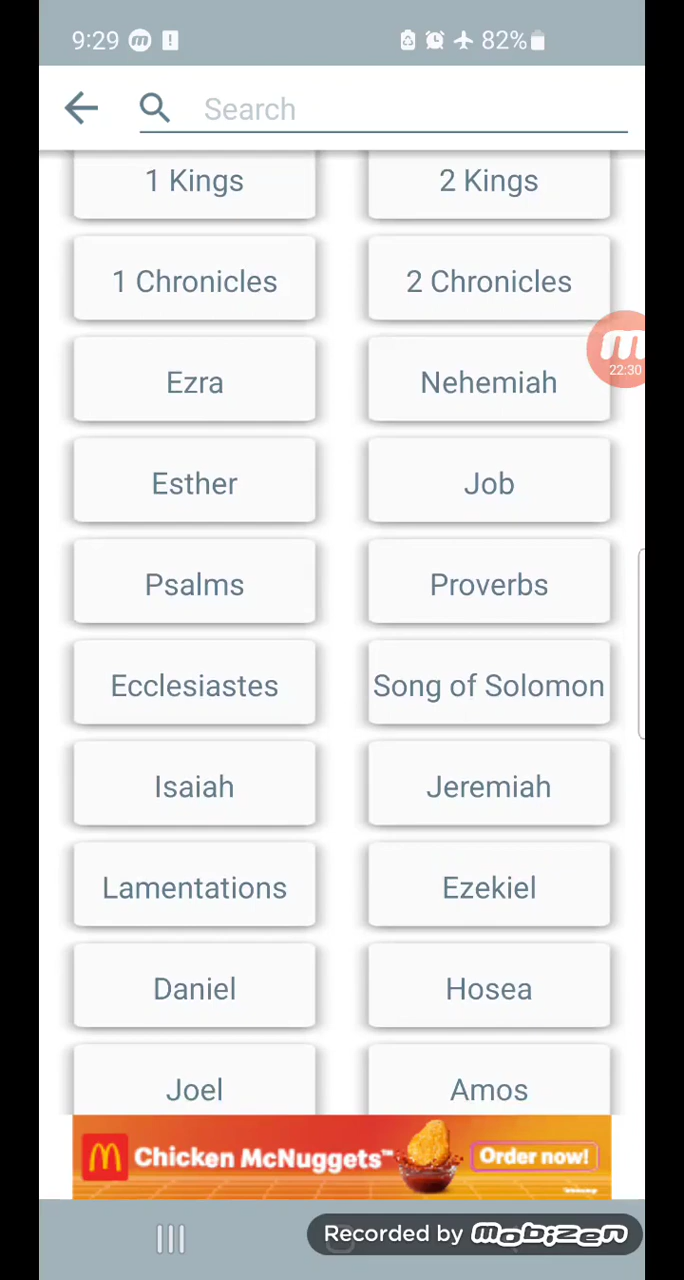 9:29
82%
Search
1 Kings
2 Kings
1 Chronicles
2 Chronicles
Ezra
Nehemiah
22:30
Esther
Job
Psalms
Proverbs
Ecclesiastes
Song of Solomon
Isaiah
Jeremiah
Lamentations
Ezekiel
Daniel
Hosea
Joel
Amos
Chicken McNuggets™
Order now!
Recorded by mobizen